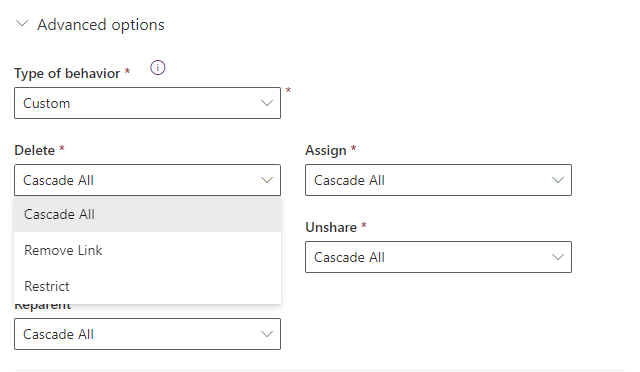 Advanced options
Type of behavior *
Custom
*
Delete *
Assign *
Cascade All
Cascade All
Cascade All
Remove Link
Restrict
Unshare *
Cascade All
Reparent
Cascade All